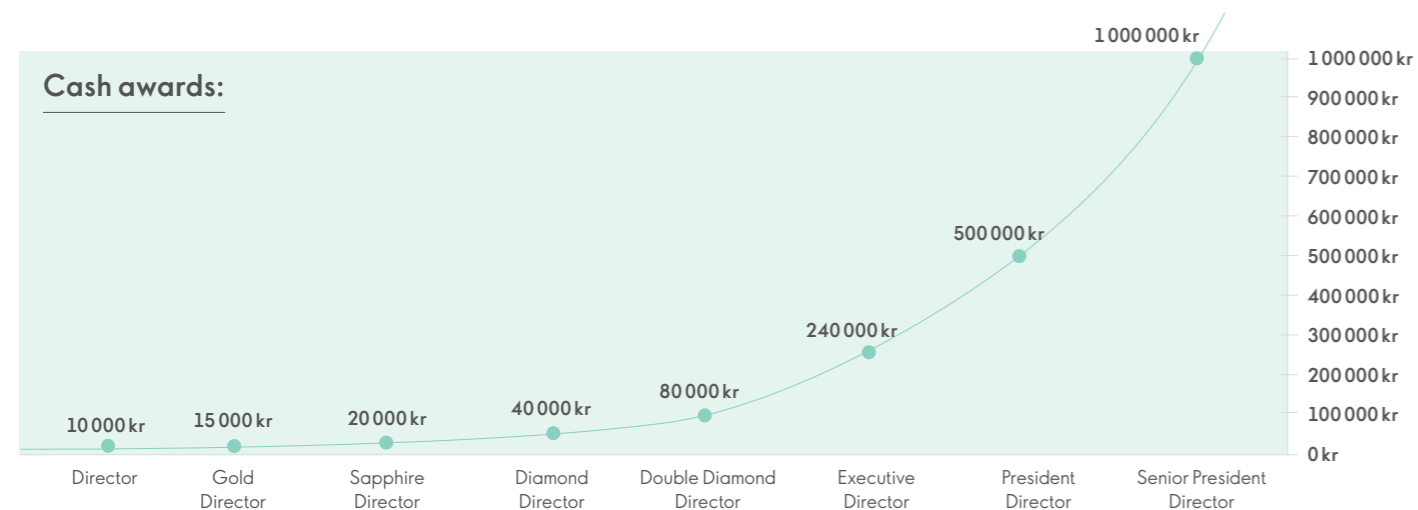 Cash awards:
1 000 000 kr
500 000 kr
240 000 kr
80 000 kr
40 000 kr
20 000 kr
15 000 kr
10 000 kr
1 000 000 kr
900 000 kr
800 000 kr
700 000 kr
600 000 kr
500 000 kr
400 000 kr
300 000 kr
200 000 kr
100 000 kr
0 kr
Director
Gold
Director
Sapphire
Director
Diamond
Director
Double Diamond
Director
Executive
Director
President
Director
Senior President
Director